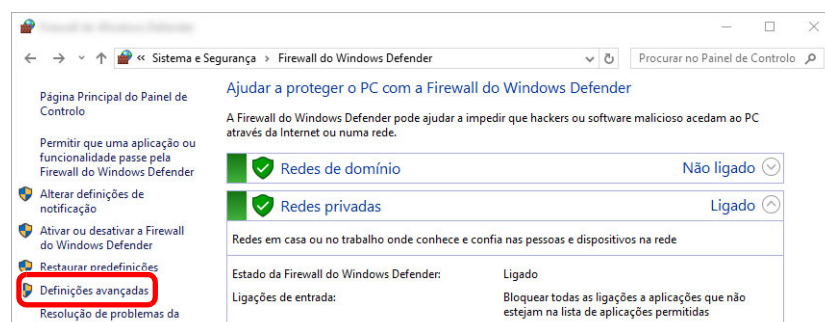 « Sistema e Segurança › Firewall do Windows Defender
Procurar no Painel de Controlo
Página Principal do Painel de
Controlo
Permitir que uma aplicação ou
funcionalidade passe pela
Firewall do Windows Defender
Alterar definições de
notificação
Ativar ou desativar a Firewall
do Windows Defender
Restaurar predefinições
Definições avançadas
Resolução de problemas da
Ajudar a proteger o PC com a Firewall do Windows Defender
A Firewall do Windows Defender pode ajudar a impedir que hackers ou software malicioso acedam ao PC
através da Internet ou numa rede.
Redes de domínio Não ligado
Redes privadas Ligado
Redes em casa ou no trabalho onde conhece e confia nas pessoas e dispositivos na rede
Estado da Firewall do Windows Defender: Ligado
Ligações de entrada: Bloquear todas as ligações a aplicações que não
estejam na lista de aplicações permitidas